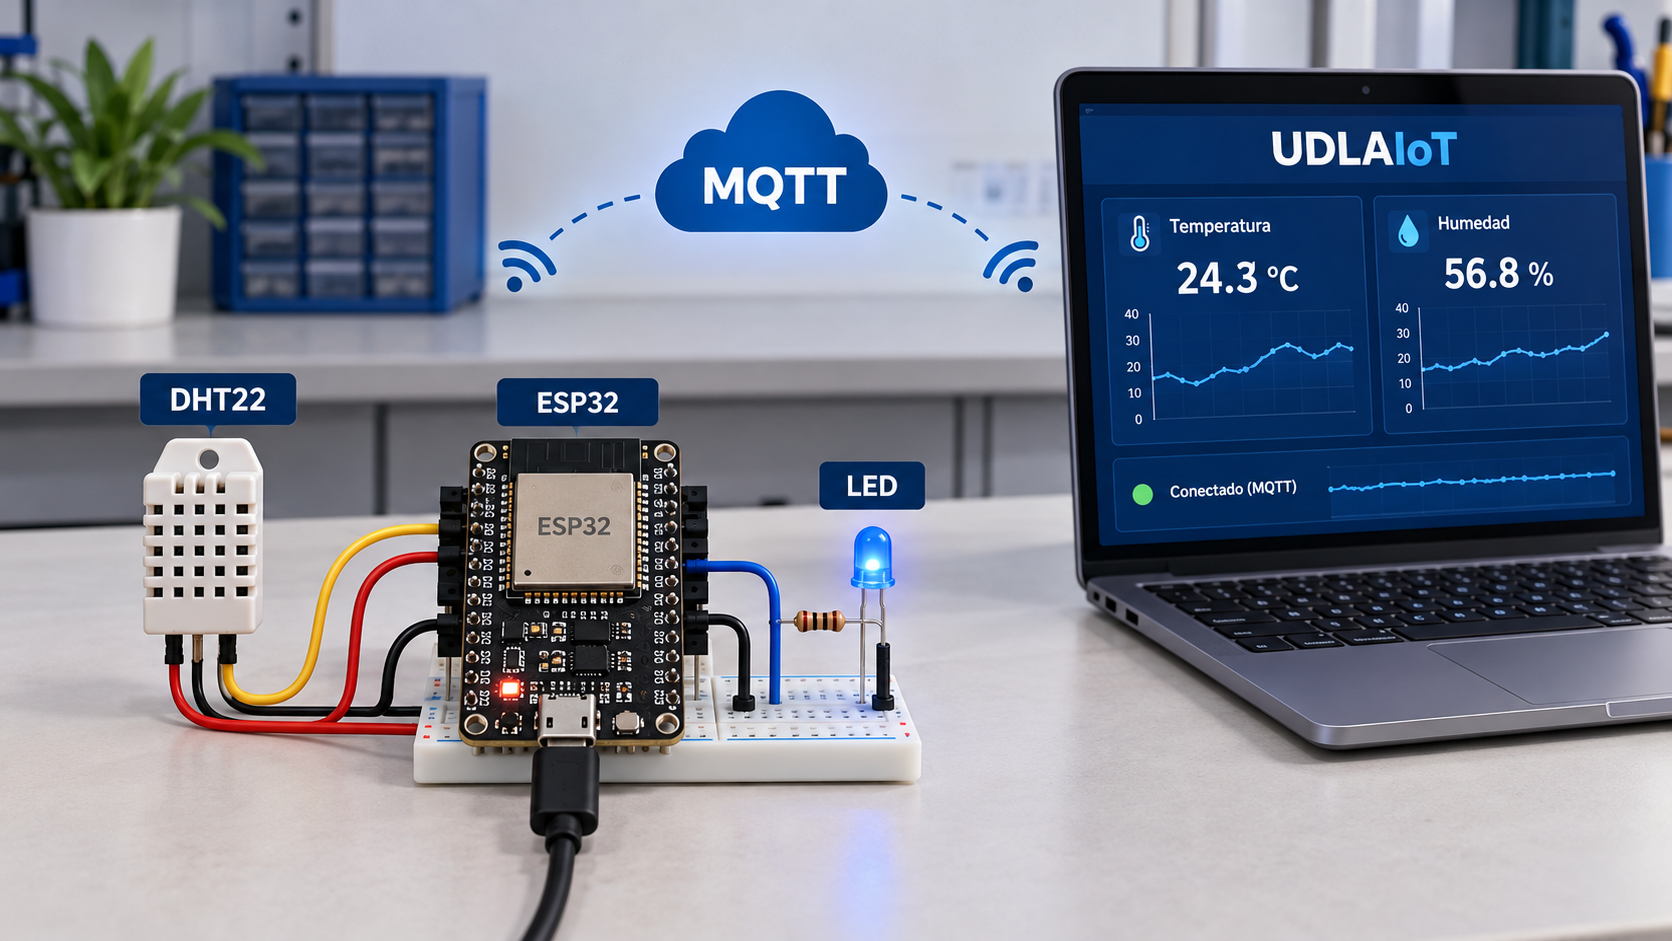 MQTT
UDLAIoT
Temperatura
24.3 °C
40
30
20
10
0
Humedad
56.8 %
40
30
20
10
0
Conectado (MQTT)
DHT22
ESP32
ESP32
LED